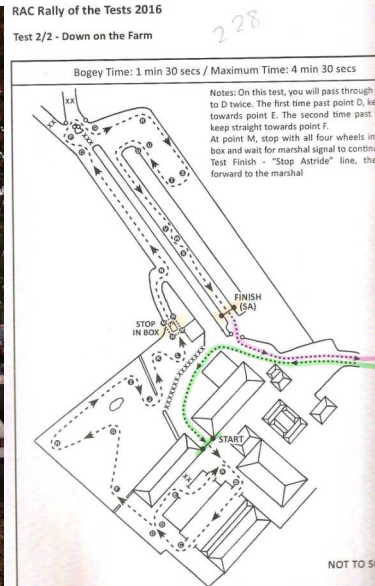 RAC Rally of the Tests 2016
228
Test 2/2 - Down on the Farm
Bogey Time: 1 min 30 secs / Maximum Time: 4 min 30 secs
Notes: On this test, you will pass through
to D twice. The first time past point D, ke
towards point E. The second time past
keep straight towards point F.
At point M, stop with all four wheels in
box and wait for marshal signal to contin
Test Finish - "Stop Astride" line, the
forward to the marshal
XX
XX
XXX
FINISH
(SA)
STOP
IN BOX
START
XX
NOT TO S